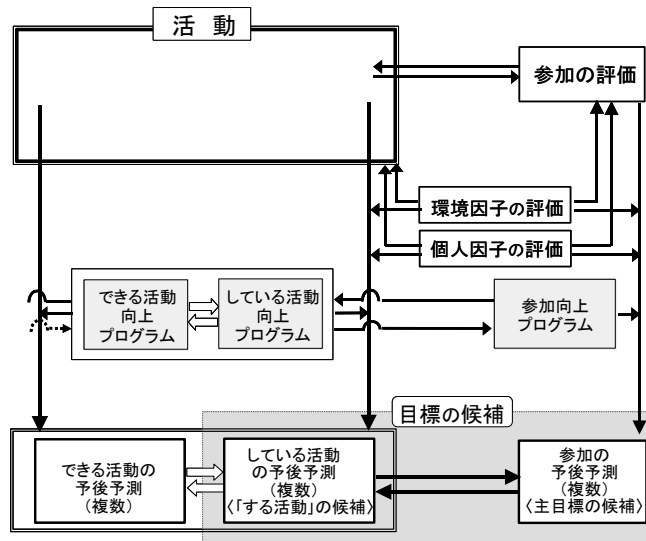 活 動
参加の評価
環境因子の評価
個人因子の評価
できる活動
向上
プログラム
している活動
向上
プログラム
参加向上
プログラム
目標の候補
できる活動の
予後予測
(複数)
している活動
の予後予測
(複数)
〈「する活動」の候補〉
参加の
予後予測
(複数)
〈主目標の候補〉